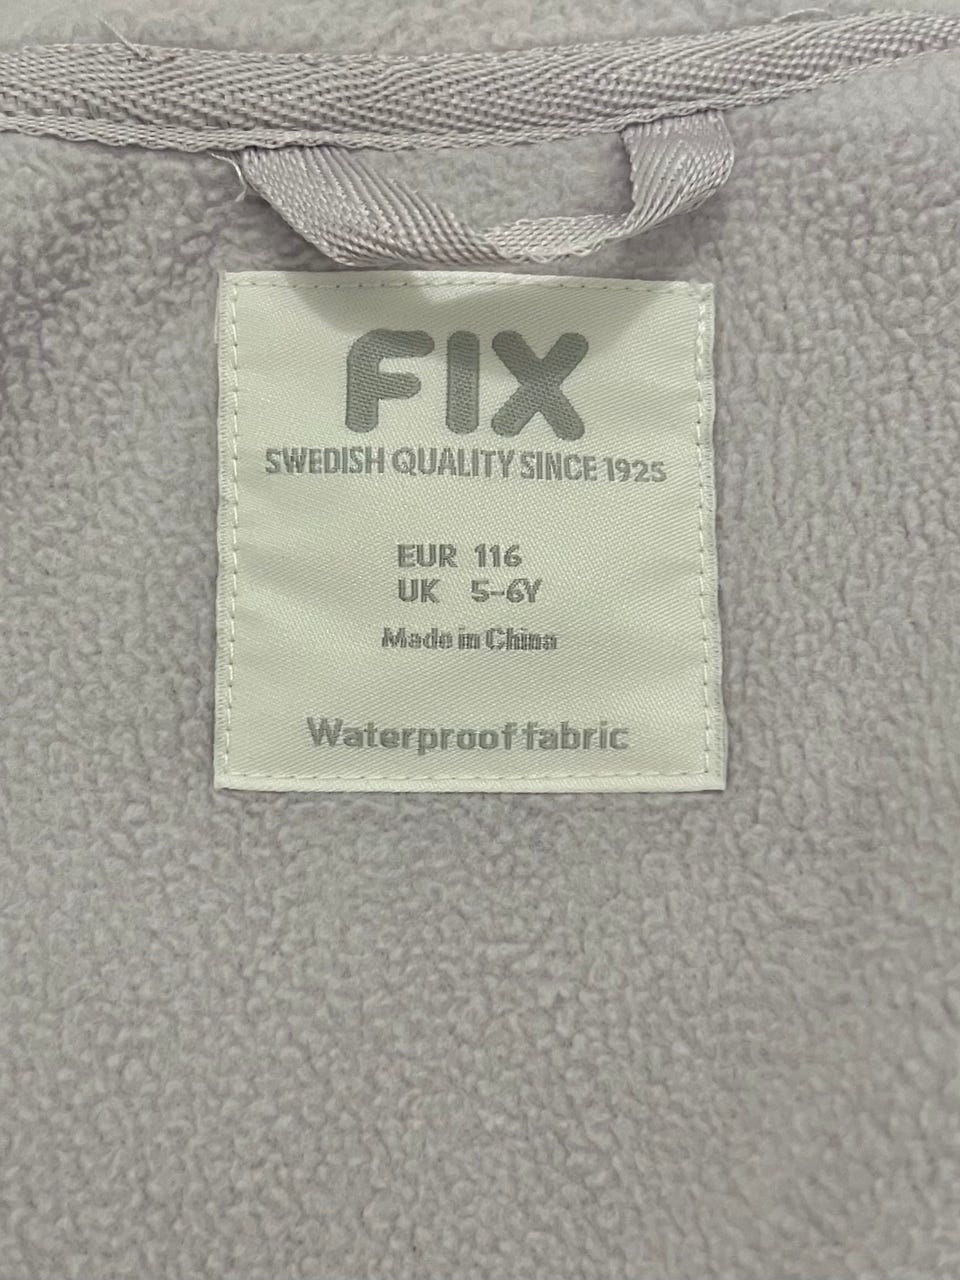 FIX
SWEDISH QUALITY SINCE 1925
EUR 116
UK 5-6Y
Made in China
Waterproof fabric